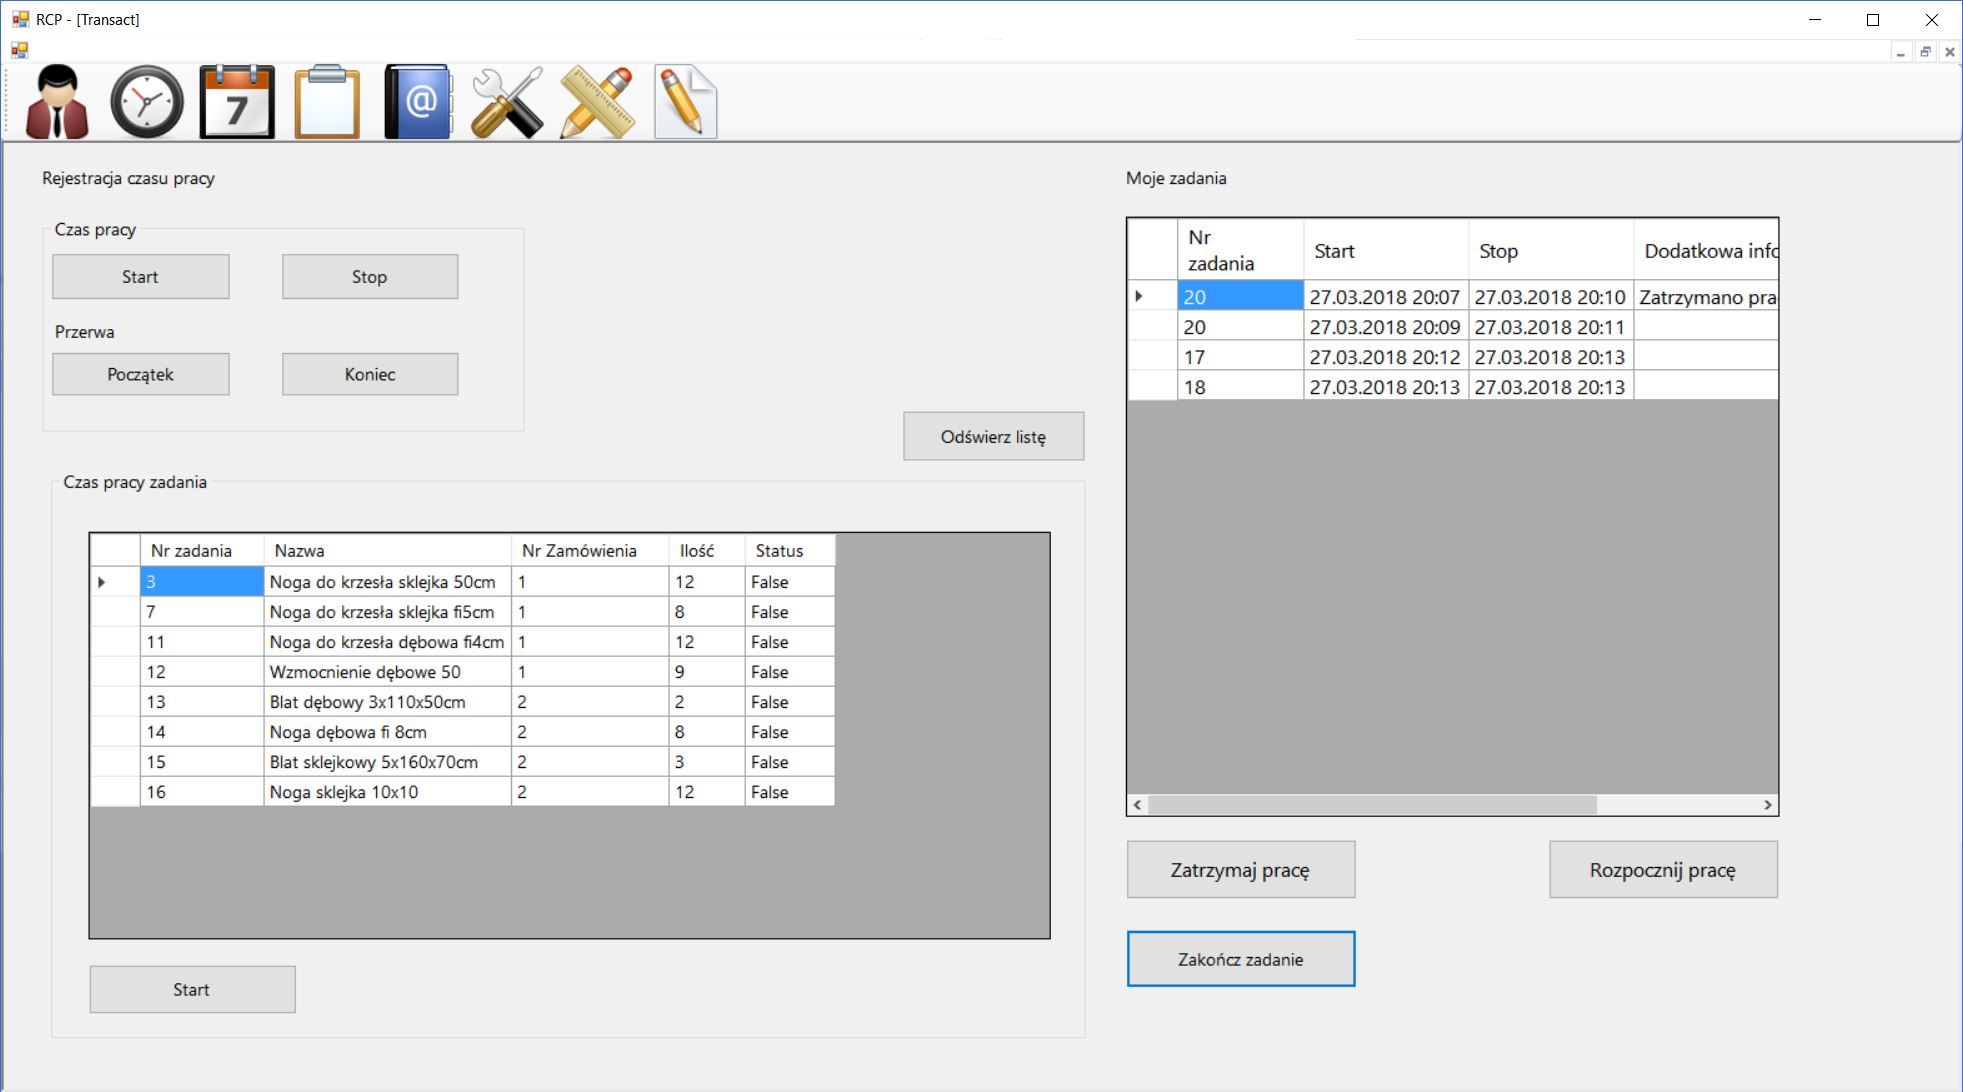 RCP - [Transact]
7
@
Rejestracja czasu pracy
Czas pracy
Start Stop
Przerwa
Początek Koniec
Odświerz listę
Czas pracy zadania
Nr zadania Nazwa Nr Zamówienia Ilość Status
3 Noga do krzesła sklejka 50cm 1 12 False
7 Noga do krzesła sklejka fi5cm 1 8 False
11 Noga do krzesła dębowa fi4cm 1 12 False
12 Wzmocnienie dębowe 50 1 9 False
13 Blat dębowy 3x110x50cm 2 2 False
14 Noga dębowa fi 8cm 2 8 False
15 Blat sklejkowy 5x160x70cm 2 3 False
16 Noga sklejka 10x10 2 12 False
Start
Moje zadania
Nr zadania Start Stop Dodatkowa info
20 27.03.2018 20:07 27.03.2018 20:10 Zatrzymano pra
20 27.03.2018 20:09 27.03.2018 20:11
17 27.03.2018 20:12 27.03.2018 20:13
18 27.03.2018 20:13 27.03.2018 20:13
Zatrzymaj pracę Rozpocznij pracę
Zakończ zadanie